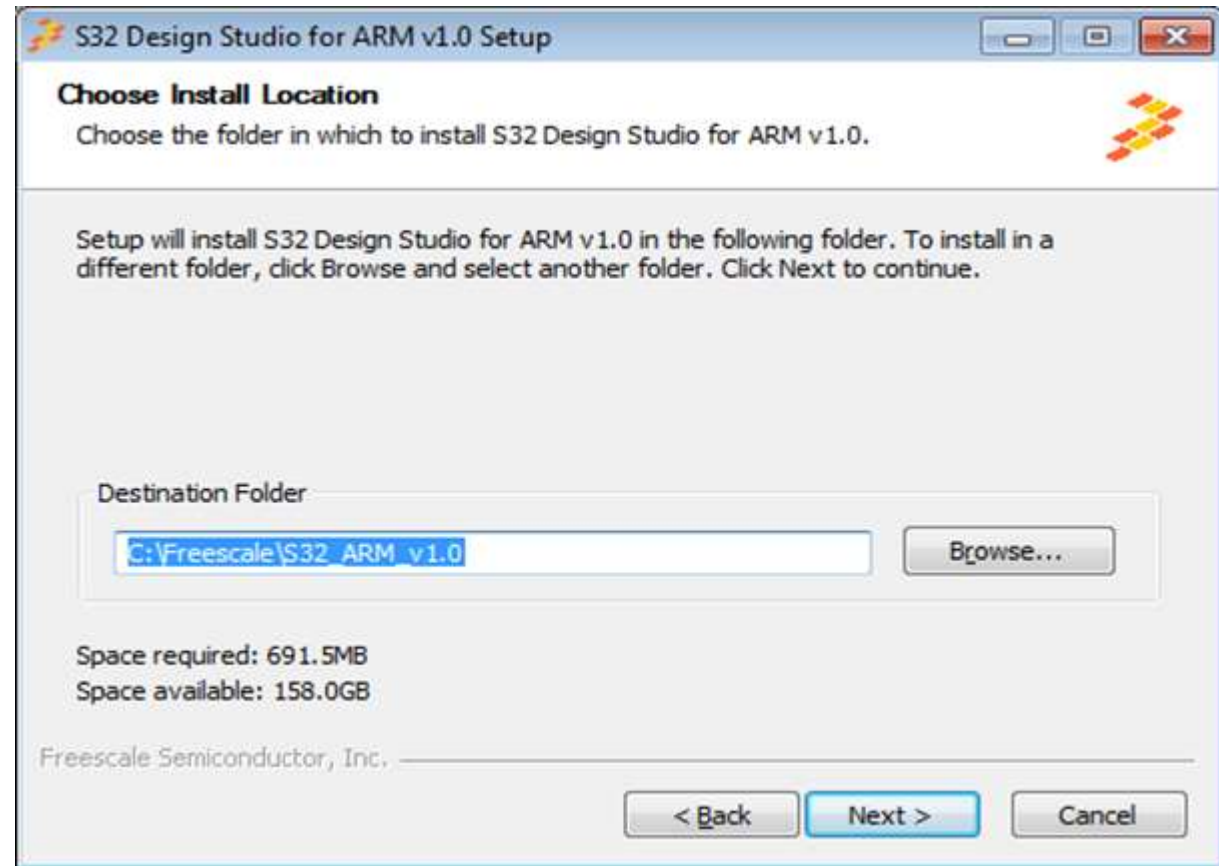 S32 Design Studio for ARM v1.0 Setup
Choose Install Location
Choose the folder in which to install S32 Design Studio for ARM v1.0.
Setup will install S32 Design Studio for ARM v1.0 in the following folder. To install in a
different folder, click Browse and select another folder. Click Next to continue.
Destination Folder
C:\Freescale\S32_ARM_v1.0
Browse...
Space required: 691.5MB
Space available: 158.0GB
Freescale Semiconductor, Inc.
< Back
Next >
Cancel